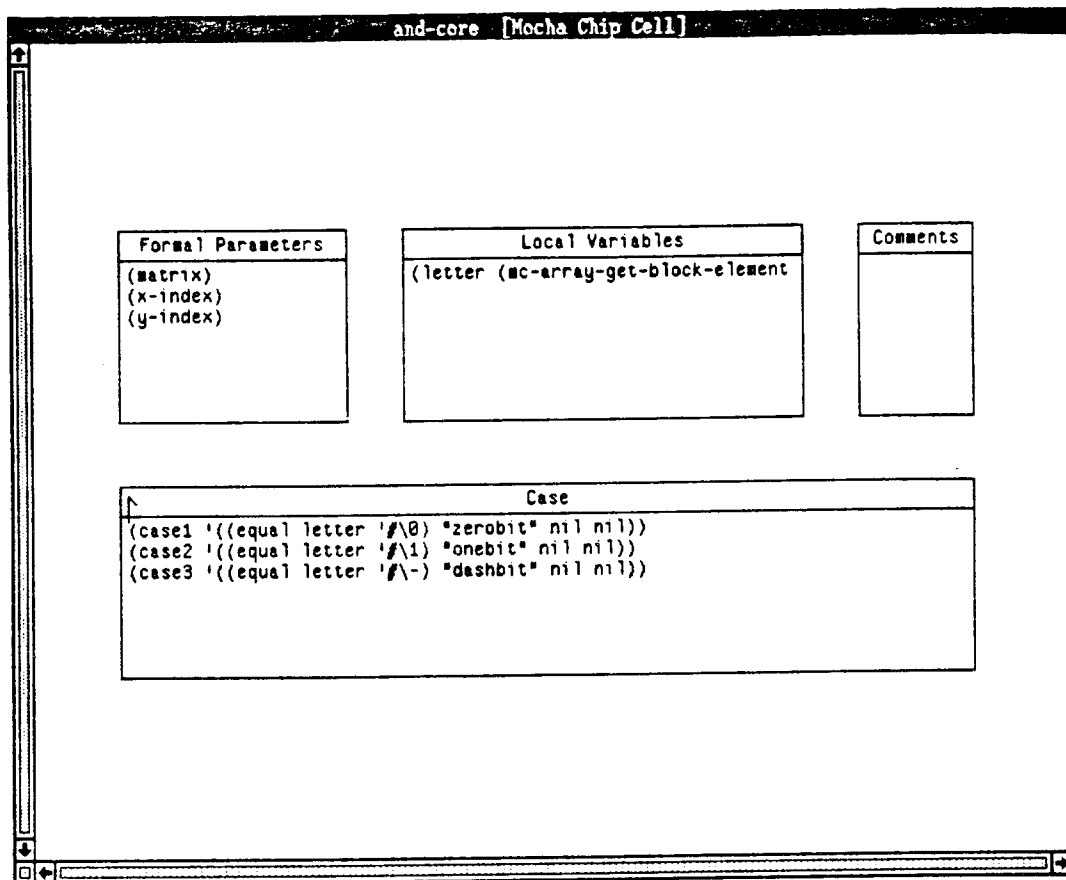 and-core [Mocha Chip Cell]
Formal Parameters
(matrix)
(x-index)
(y-index)
Local Variables
(letter (mc-array-get-block-element
Comments
Case
(case1 '((equal letter '#\0) "zerobit" nil nil))
(case2 '((equal letter '#\1) "onebit" nil nil))
(case3 '((equal letter '#\-) "dashbit" nil nil))